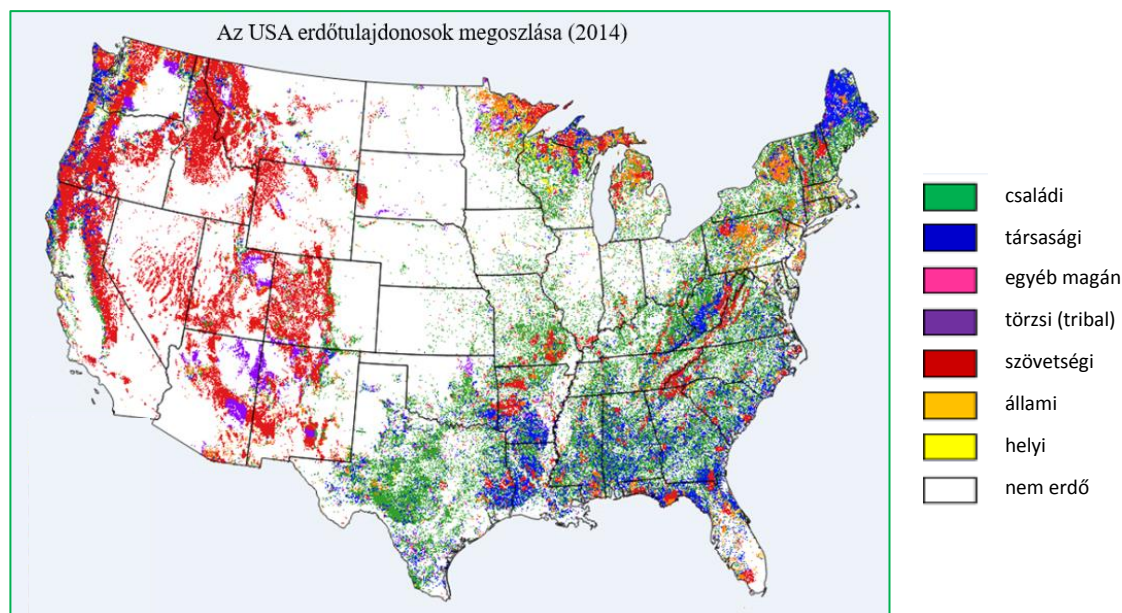 Az USA erdőtulajdonosok megoszlása (2014)
családi
társasági
egyéb magán
törzsi (tribal)
szövetségi
állami
helyi
nem erdő